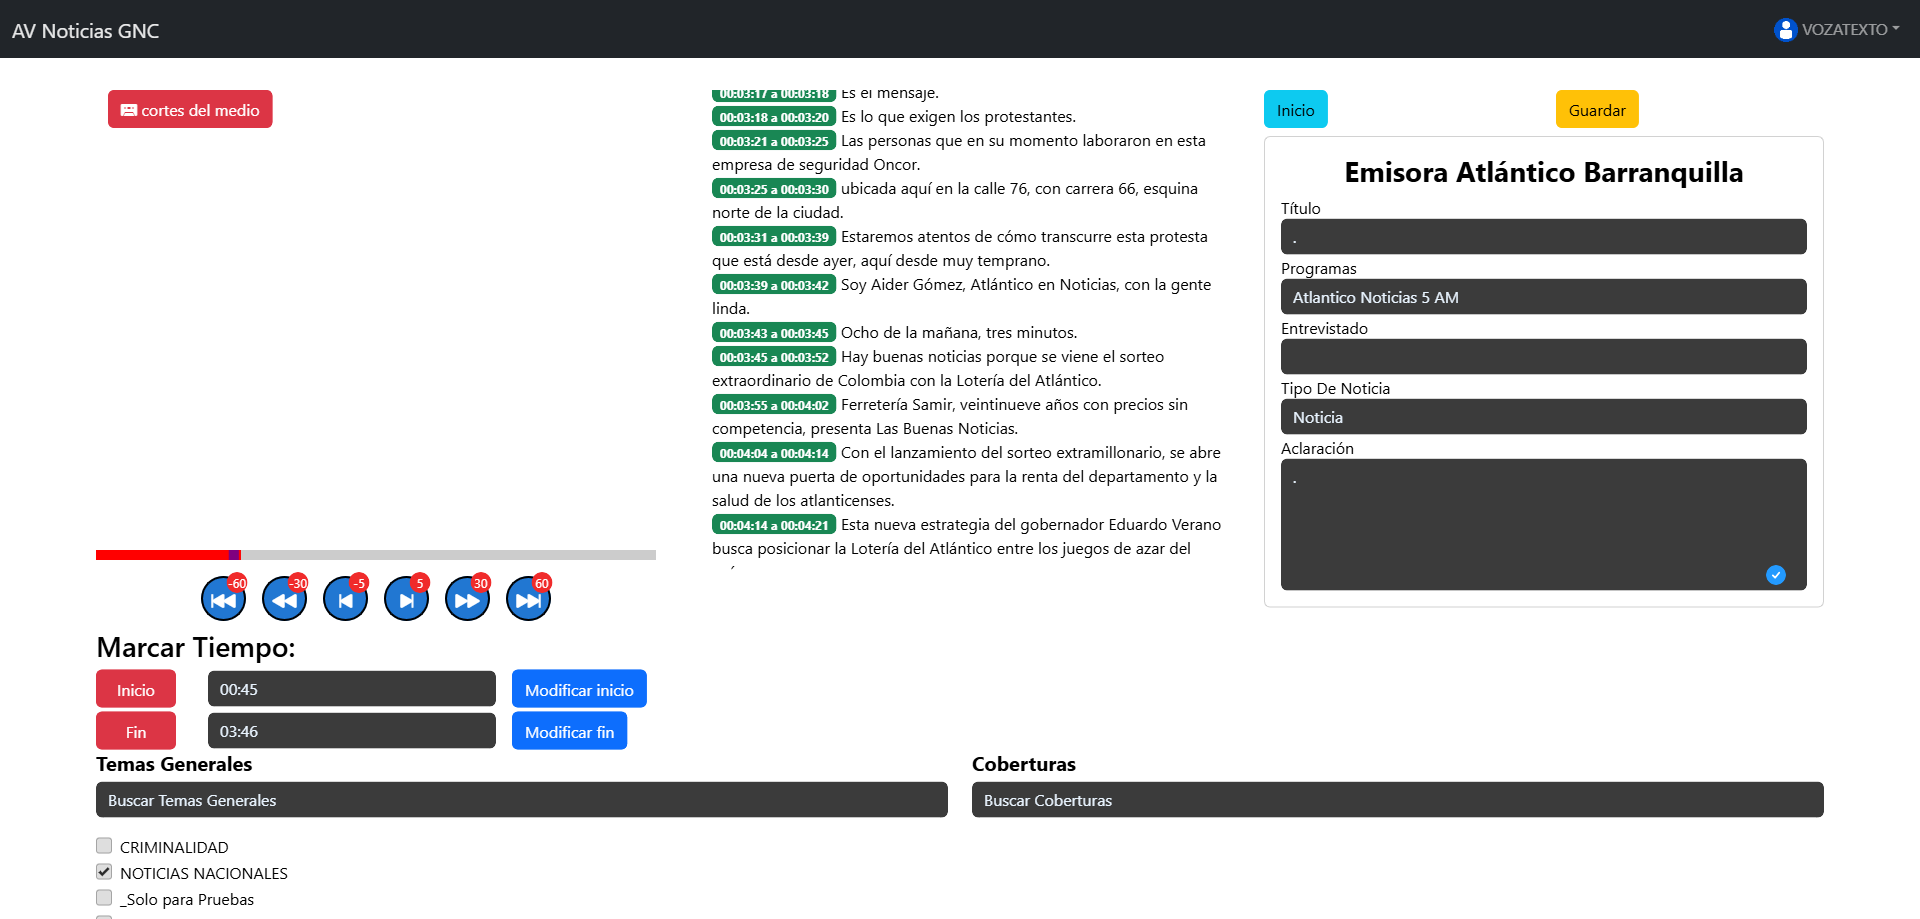 AV Noticias GNC
VOZATEXTO
cortes del medio
00:03:17 a 00:03:18 Es el mensaje.
00:03:18 a 00:03:20 Es lo que exigen los protestantes.
00:03:21 a 00:03:25 Las personas que en su momento laboraron en esta
empresa de seguridad Oncor.
00:03:25 a 00:03:30 ubicada aquí en la calle 76, con carrera 66, esquina
norte de la ciudad.
00:03:31 a 00:03:39 Estaremos atentos de cómo transcurre esta protesta
que está desde ayer, aquí desde muy temprano.
00:03:39 a 00:03:42 Soy Aider Gómez, Atlántico en Noticias, con la gente
linda.
00:03:43 a 00:03:45 Ocho de la mañana, tres minutos.
00:03:45 a 00:03:52 Hay buenas noticias porque se viene el sorteo
extraordinario de Colombia con la Lotería del Atlántico.
00:03:55 a 00:04:02 Ferretería Samir, veintinueve años con precios sin
competencia, presenta Las Buenas Noticias.
00:04:04 a 00:04:14 Con el lanzamiento del sorteo extramillonario, se abre
una nueva puerta de oportunidades para la renta del departamento y la
salud de los atlanticenses.
00:04:14 a 00:04:21 Esta nueva estrategia del gobernador Eduardo Verano
busca posicionar la Lotería del Atlántico entre los juegos de azar del
Inicio
Guardar
Emisora Atlántico Barranquilla
Título
.
Programas
Atlantico Noticias 5 AM
Entrevistado
Tipo De Noticia
Noticia
Aclaración
.
-60
-30
-5
5
30
60
Marcar Tiempo:
Inicio
00:45
Modificar inicio
Fin
03:46
Modificar fin
Temas Generales
Buscar Temas Generales
CRIMINALIDAD
NOTICIAS NACIONALES
_Solo para Pruebas
Coberturas
Buscar Coberturas